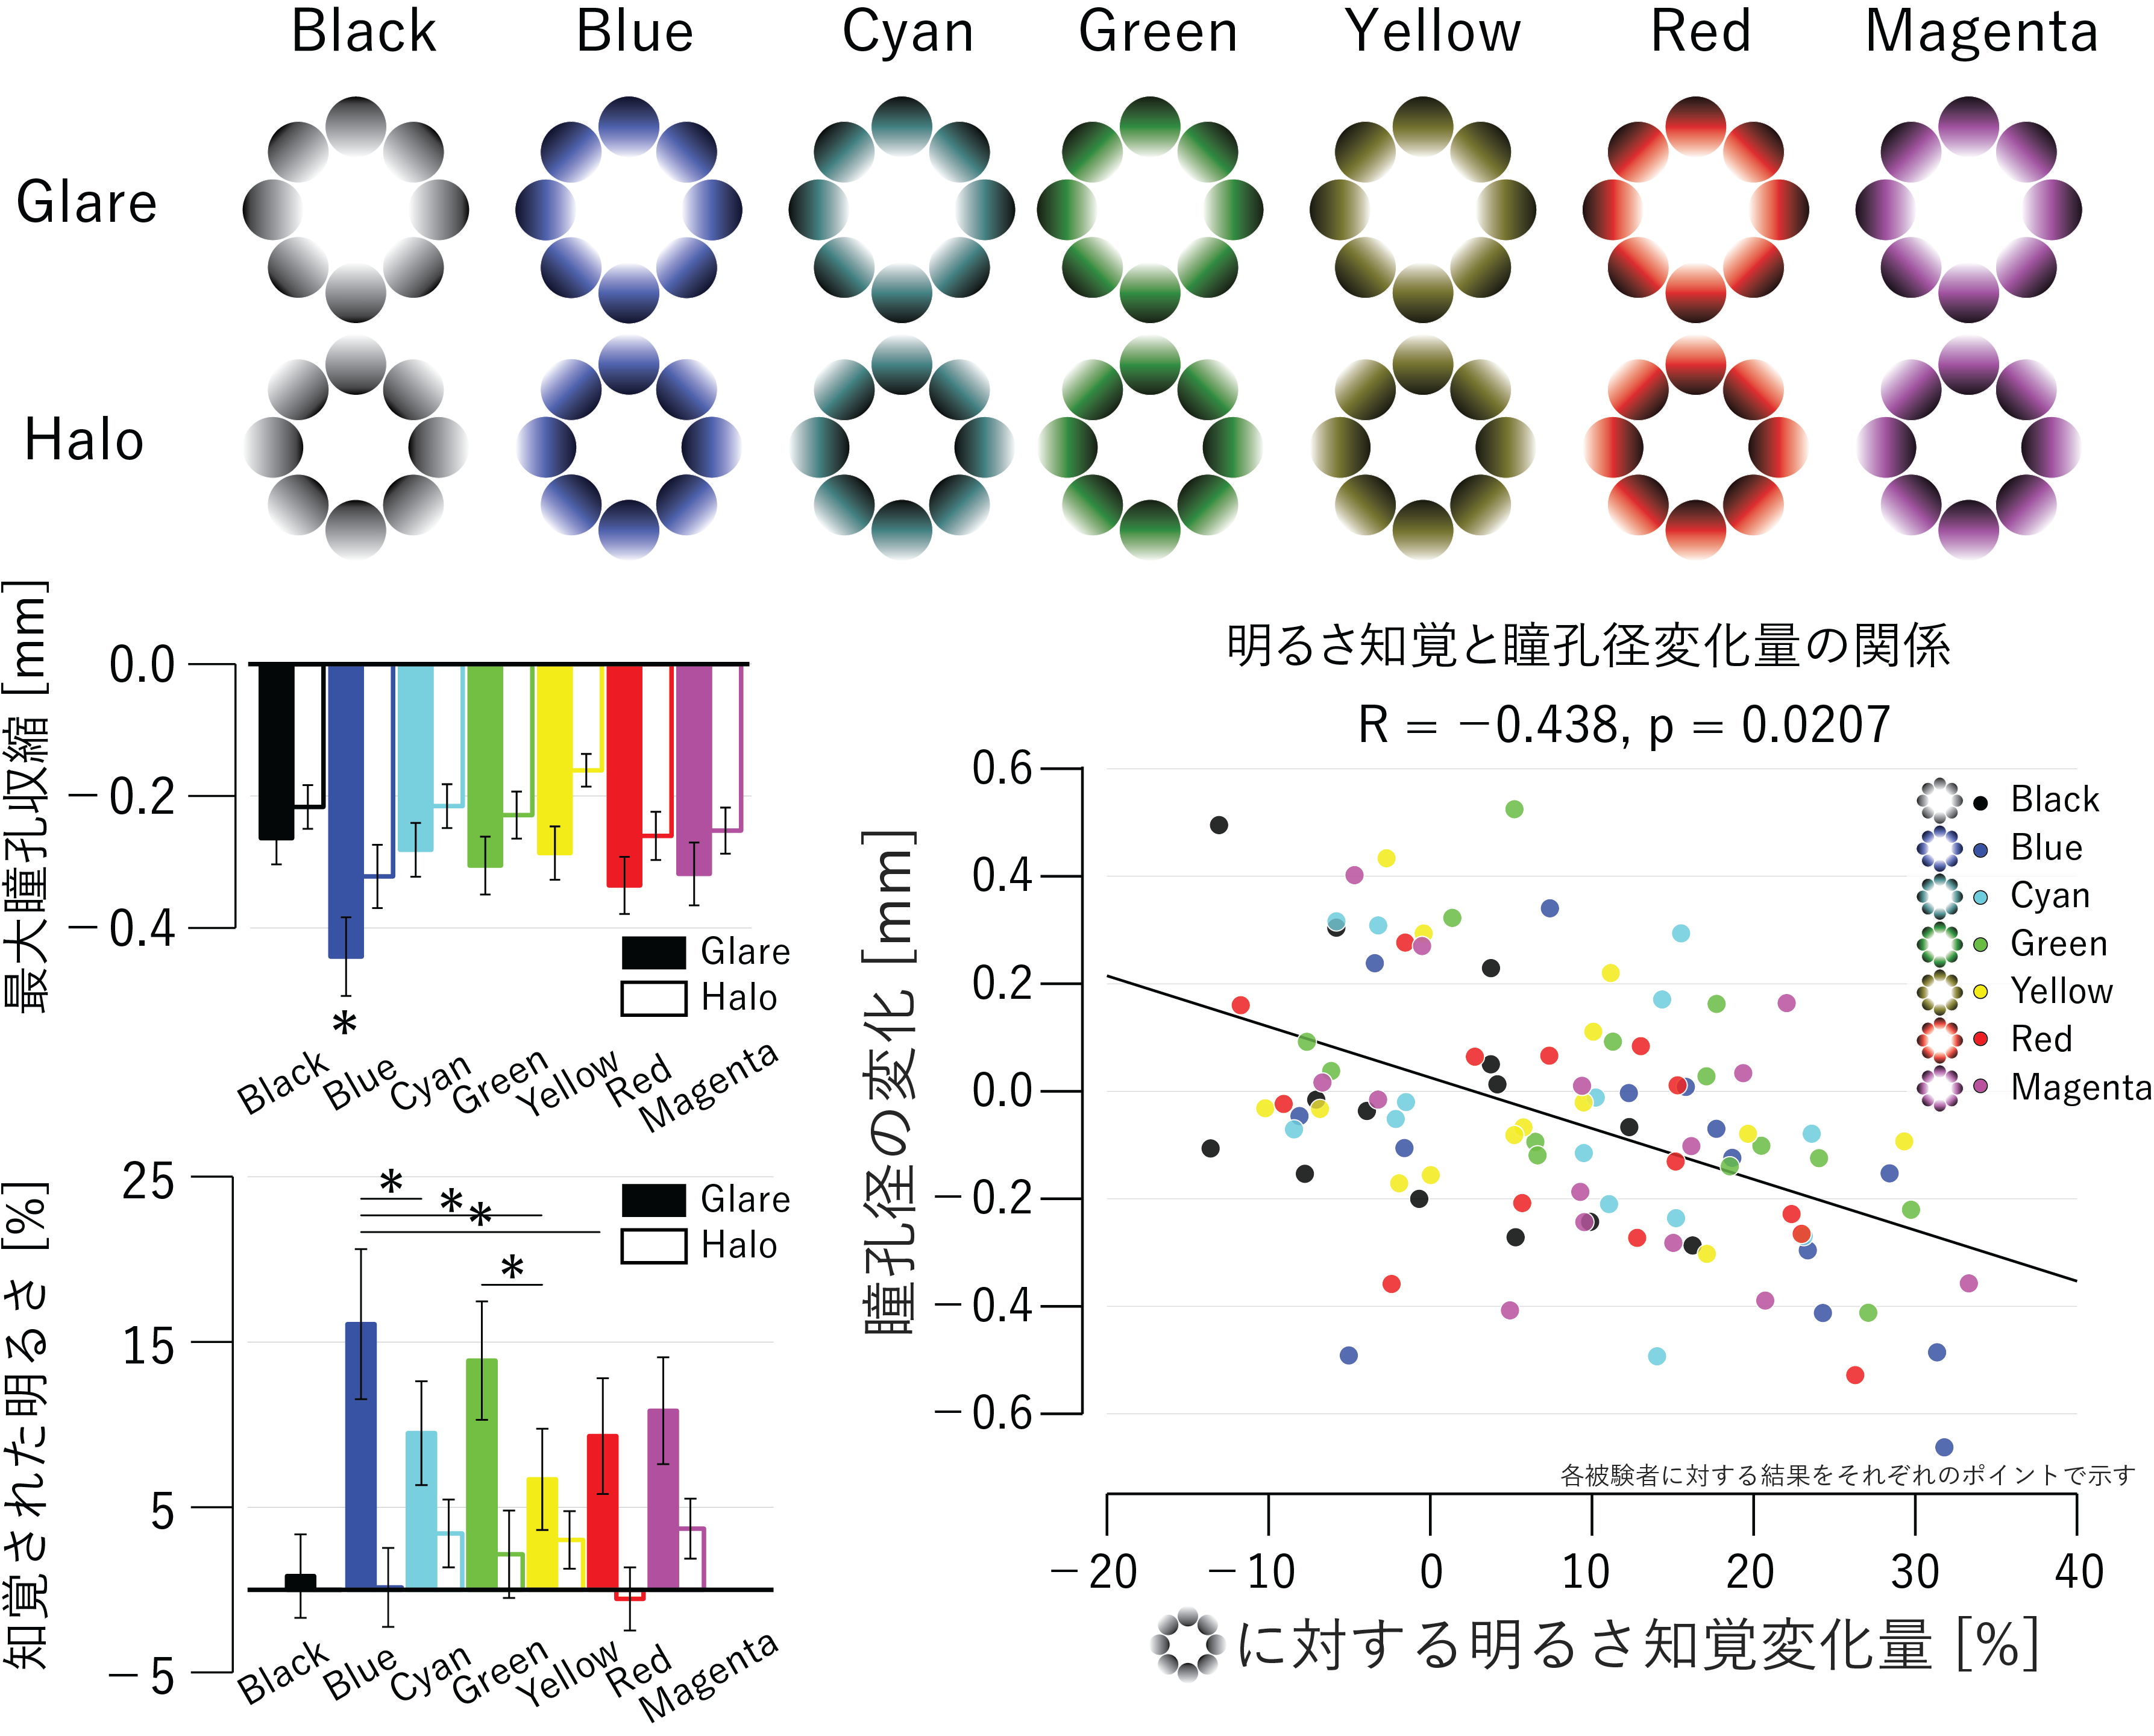 Black Blue Cyan Green Yellow Red Magenta
Glare
Halo
最大瞳孔収縮 [mm]
0.0
−0.2
−0.4
Glare
Halo
*
Black Blue Cyan Green Yellow Red Magenta
知覚された明るさ [%]
25
15
5
−5
* * *
*
Glare
Halo
Black Blue Cyan Green Yellow Red Magenta
明るさ知覚と瞳孔径変化量の関係
R = −0.438, p = 0.0207
瞳孔径の変化 [mm]
0.6
0.4
0.2
0.0
−0.2
−0.4
−0.6
Black
Blue
Cyan
Green
Yellow
Red
Magenta
各被験者に対する結果をそれぞれのポイントで示す
−20 −10 0 10 20 30 40
に対する明るさ知覚変化量 [%]